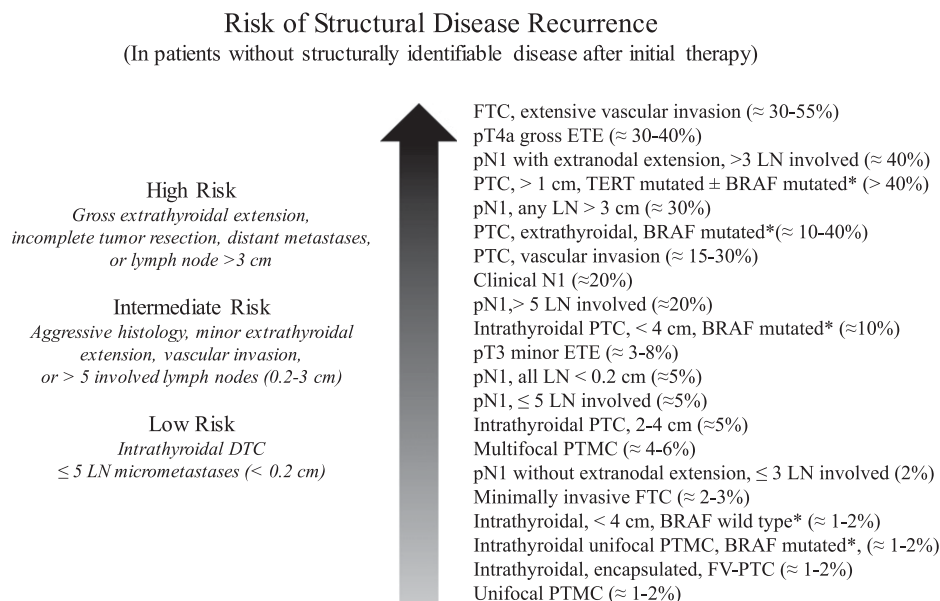 Risk of Structural Disease Recurrence
(In patients without structurally identifiable disease after initial therapy)
High Risk
Gross extrathyroidal extension,
incomplete tumor resection, distant metastases,
or lymph node >3 cm
Intermediate Risk
Aggressive histology, minor extrathyroidal
extension, vascular invasion,
or > 5 involved lymph nodes (0.2-3 cm)
Low Risk
Intrathyroidal DTC
≤ 5 LN micrometastases (< 0.2 cm)
FTC, extensive vascular invasion (≈ 30-55%)
pT4a gross ETE (≈ 30-40%)
pN1 with extranodal extension, >3 LN involved (≈ 40%)
PTC, > 1 cm, TERT mutated ± BRAF mutated* (> 40%)
pN1, any LN > 3 cm (≈ 30%)
PTC, extrathyroidal, BRAF mutated*(≈ 10-40%)
PTC, vascular invasion (≈ 15-30%)
Clinical N1 (≈20%)
pN1,> 5 LN involved (≈20%)
Intrathyroidal PTC, < 4 cm, BRAF mutated* (≈10%)
pT3 minor ETE (≈ 3-8%)
pN1, all LN < 0.2 cm (≈5%)
pN1, ≤ 5 LN involved (≈5%)
Intrathyroidal PTC, 2-4 cm (≈5%)
Multifocal PTMC (≈ 4-6%)
pN1 without extranodal extension, ≤ 3 LN involved (2%)
Minimally invasive FTC (≈ 2-3%)
Intrathyroidal, < 4 cm, BRAF wild type* (≈ 1-2%)
Intrathyroidal unifocal PTMC, BRAF mutated*, (≈ 1-2%)
Intrathyroidal, encapsulated, FV-PTC (≈ 1-2%)
Unifocal PTMC (≈ 1-2%)